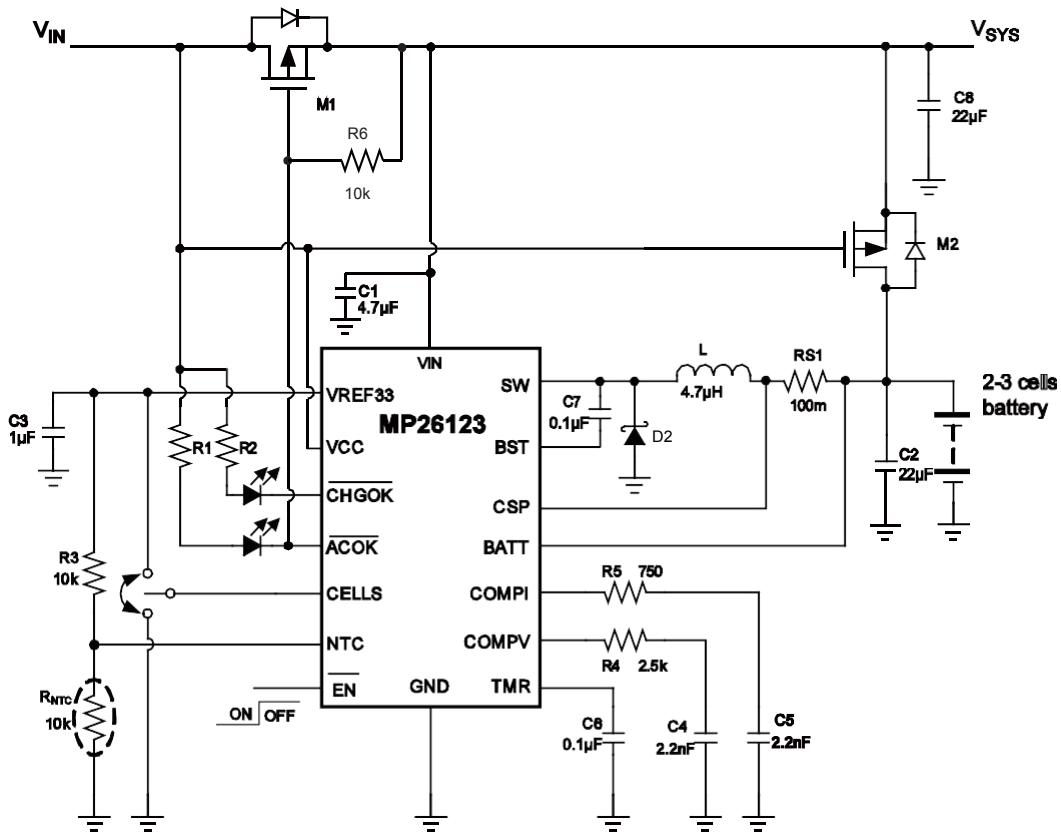 V_IN
V_SYS
M1
C8
22µF
R6
10k
M2
C1
4.7µF
VIN
L
4.7µH
RS1
100m
2-3 cells
battery
C3
1µF
VREF33
SW
MP26123
C7
0.1µF
D2
R1
R2
VCC
BST
C2
22µF
CHGOK
CSP
ACOK
BATT
R3
10k
R5 750
CELLS
COMPI
NTC
COMPV
R4 2.5k
R_NTC
10k
EN
GND
TMR
ON
OFF
C6
0.1µF
C4
2.2nF
C5
2.2nF